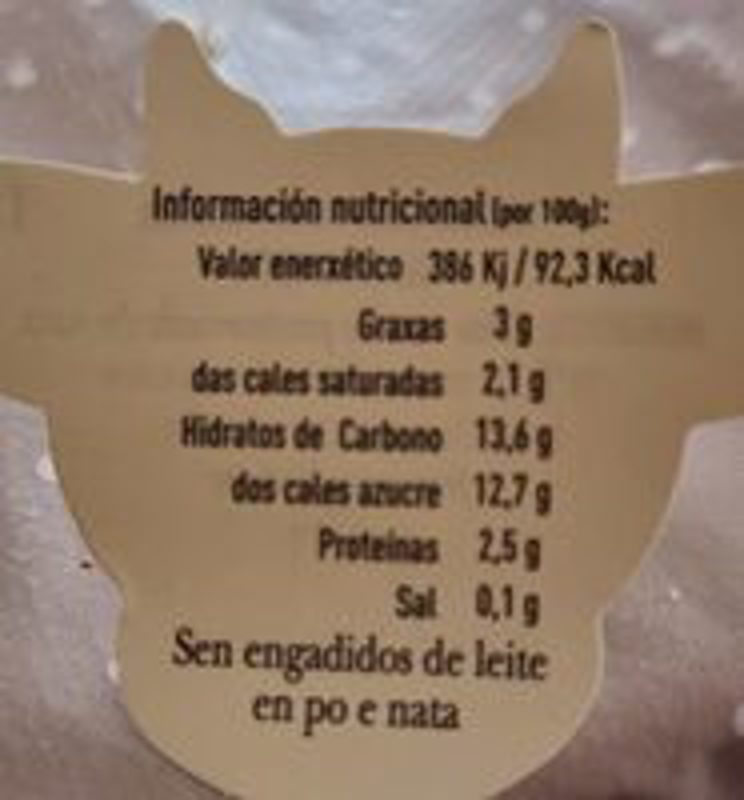 Información nutricional (por 100g):
Valor enerxético 386 Kj / 92,3 Kcal
Graxas 3 g
das cales saturadas 2,1 g
Hidratos de Carbono 13,6 g
dos cales azucre 12,7 g
Proteínas 2,5 g
Sal 0,1 g
Sen engadidos de leite
en po e nata